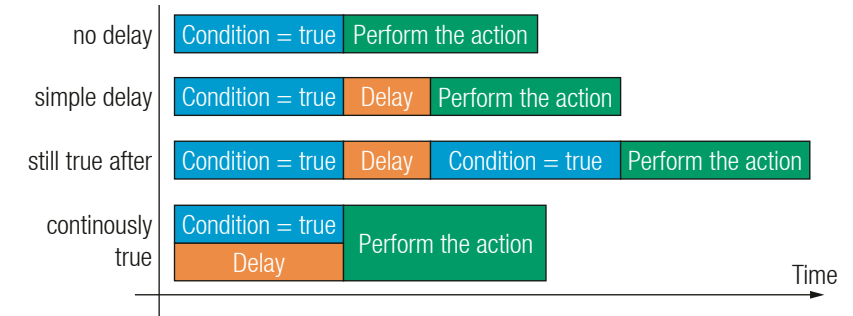 no delay Condition = true Perform the action
simple delay Condition = true Delay Perform the action
still true after Condition = true Delay Condition = true Perform the action
continously
true
Condition = true
Delay
Perform the action
Time